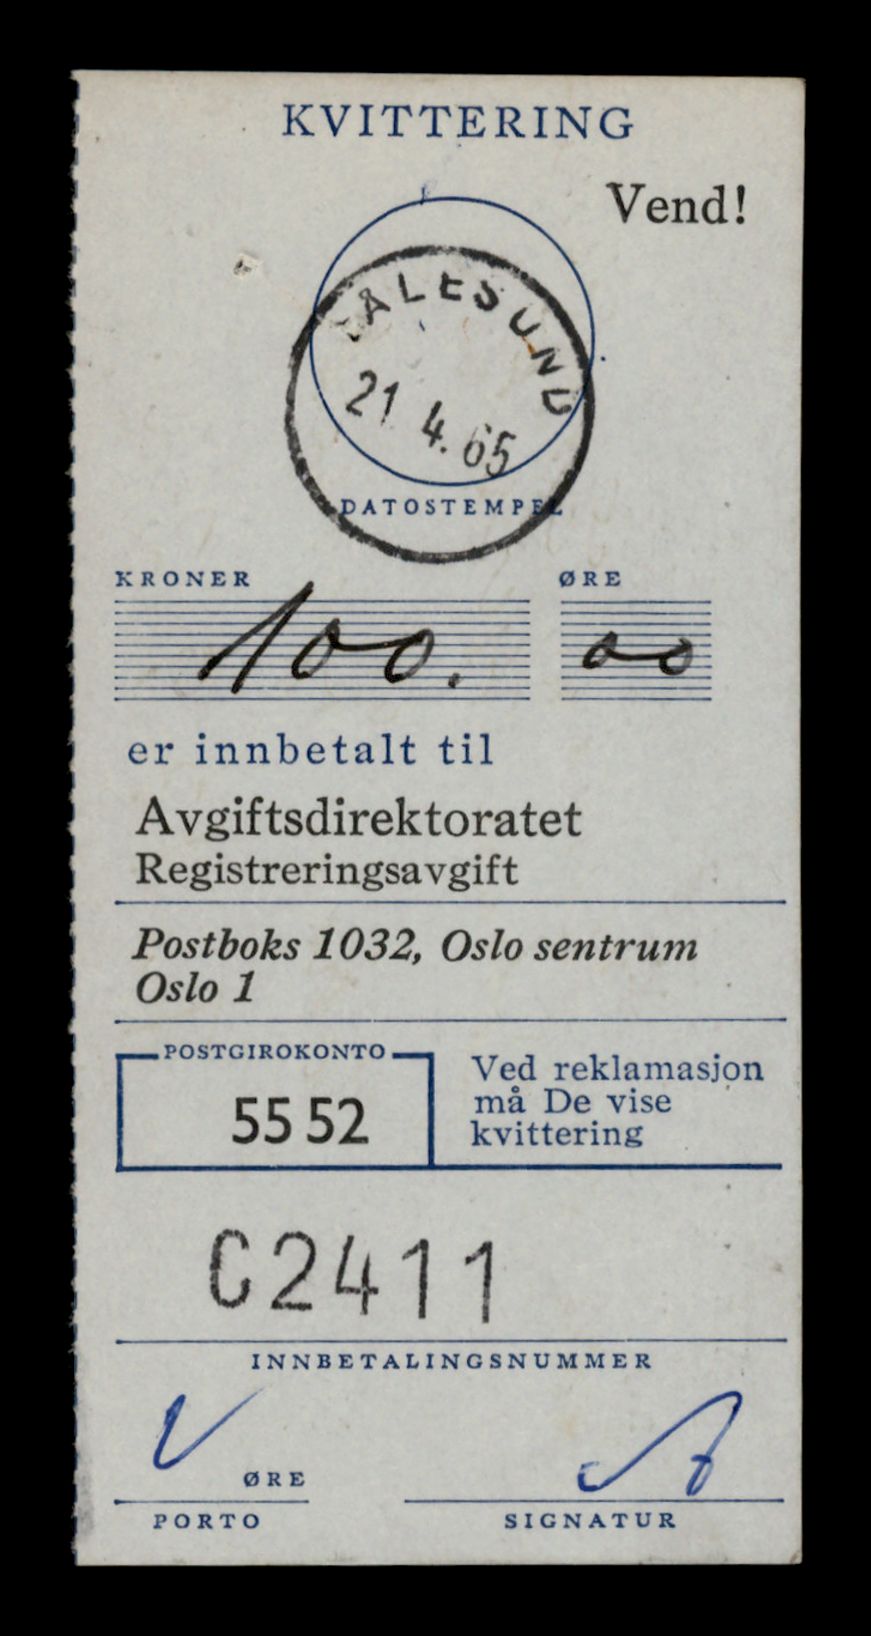 KVITTERING
Vend!
ÅLESUND
21.4.65
DATOSTEMPEL
KRONER ØRE
100. 00
er innbetalt til
Avgiftsdirektoratet
Registreringsavgift
Postboks 1032, Oslo sentrum
Oslo 1
POSTGIROKONTO
55 52
Ved reklamasjon
må De vise
kvittering
C2411
INNBETALINGSNUMMER
ØRE
PORTO
SIGNATUR